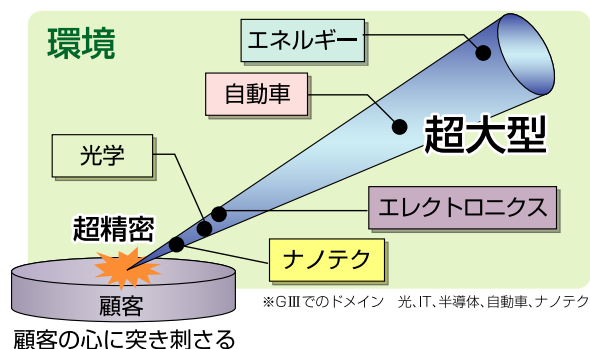 環境
エネルギー
自動車
超大型
光学
エレクトロニクス
超精密
ナノテク
顧客
※GⅢでのドメイン　光、IT、半導体、自動車、ナノテク
顧客の心に突き刺さる